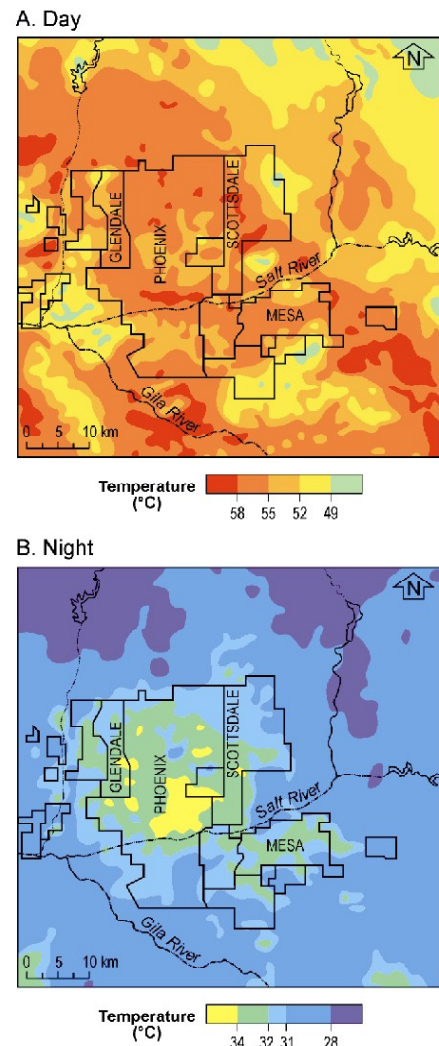 A. Day
N
GLENDALE
PHOENIX
SCOTTSDALE
Salt River
MESA
Gila River
0 5 10 km
Temperature
(°C)
58 55 52 49
B. Night
N
GLENDALE
PHOENIX
SCOTTSDALE
Salt River
MESA
Gila River
0 5 10 km
Temperature
(°C)
34 32 31 28